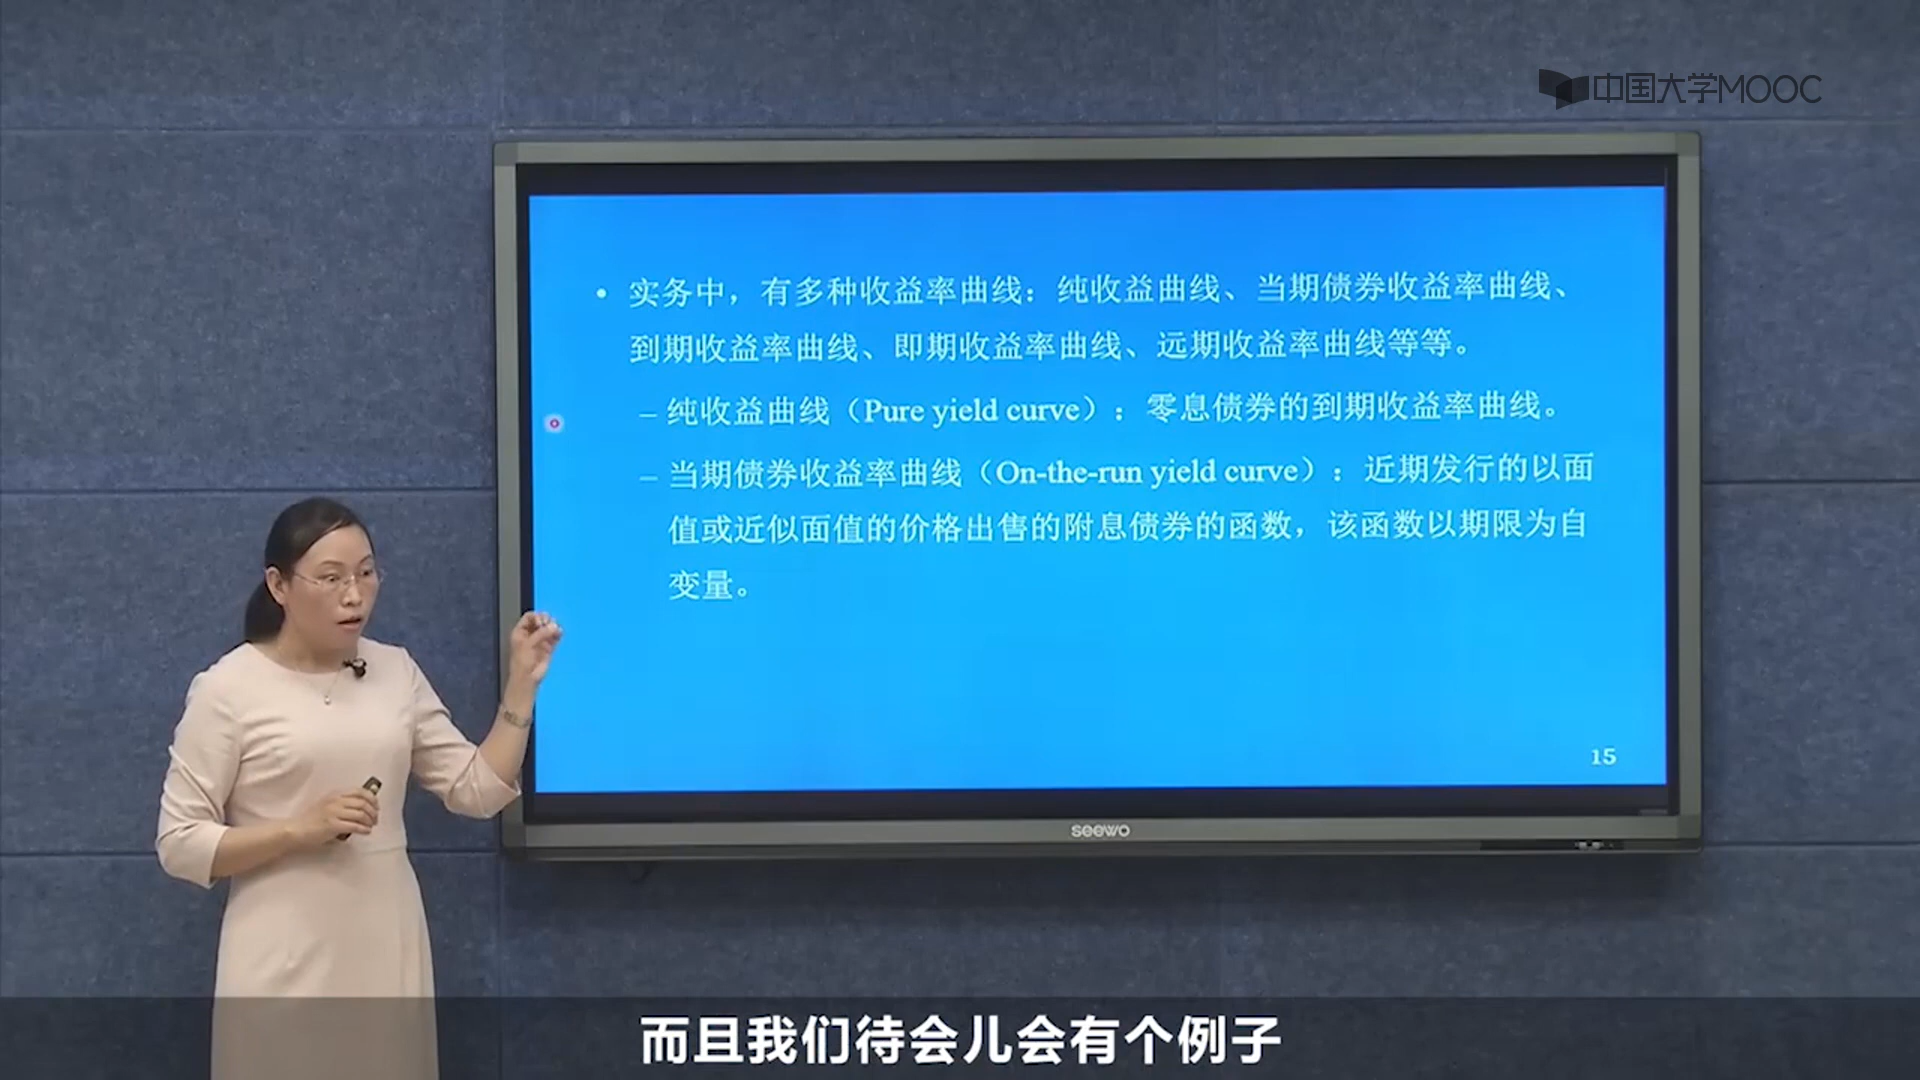 中国大学MOOC
• 实务中，有多种收益率曲线：纯收益曲线、当期债券收益率曲线、
到期收益率曲线、即期收益率曲线、远期收益率曲线等等。
– 纯收益曲线（Pure yield curve）：零息债券的到期收益率曲线。
– 当期债券收益率曲线（On-the-run yield curve）：近期发行的以面
值或近似面值的价格出售的附息债券的函数，该函数以期限为自
变量。
15
seewo
而且我们待会儿会有个例子